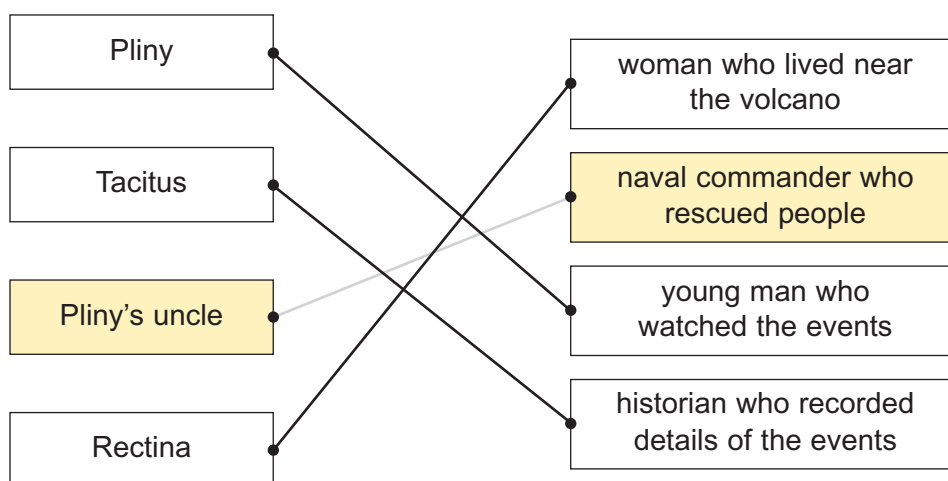 Pliny
Tacitus
Pliny’s uncle
Rectina
woman who lived near
the volcano
naval commander who
rescued people
young man who
watched the events
historian who recorded
details of the events